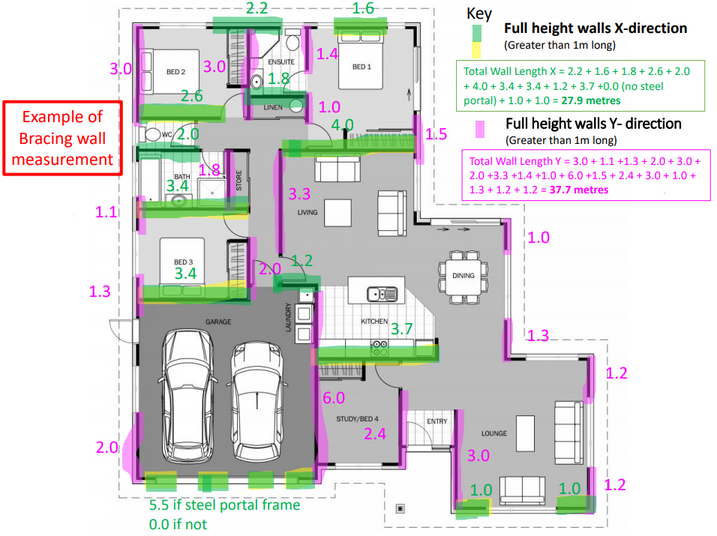 2.2
1.6
Key
Full height walls X-direction
(Greater than 1m long)
Total Wall Length X = 2.2 + 1.6 + 1.8 + 2.6 + 2.0
+ 4.0 + 3.4 + 3.4 + 1.2 + 3.7 +0.0 (no steel
portal) + 1.0 + 1.0 = 27.9 metres
Full height walls Y- direction
(Greater than 1m long)
Total Wall Length Y = 3.0 + 1.1 +1.3 + 2.0 + 3.0 +
2.0 +3.3 +1.4 +1.0 + 6.0 +1.5 + 2.4 + 3.0 + 1.0 +
1.3 + 1.2 + 1.2 = 37.7 metres
Example of
Bracing wall
measurement
3.0
BED 2
3.0
ENSUITE
1.4
BED 1
1.8
2.6
LINEN
1.0
4.0
1.5
WC
2.0
BATH
1.8
STORE
3.4
3.3
LIVING
1.1
1.0
BED 3
3.4
2.0
1.2
DINING
1.3
GARAGE
LAUNDRY
KITCHEN
3.7
1.3
1.2
6.0
STUDY/BED 4
2.4
ENTRY
LOUNGE
2.0
3.0
1.0
1.0
1.2
5.5 if steel portal frame
0.0 if not